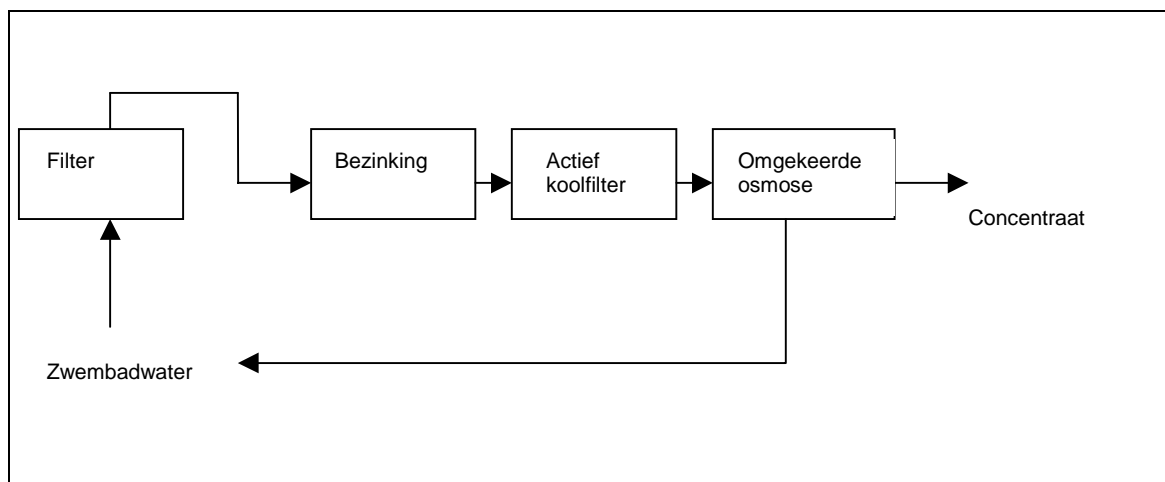 Filter
Bezinking
Actief
koolfilter
Omgekeerde
osmose
Concentraat
Zwembadwater